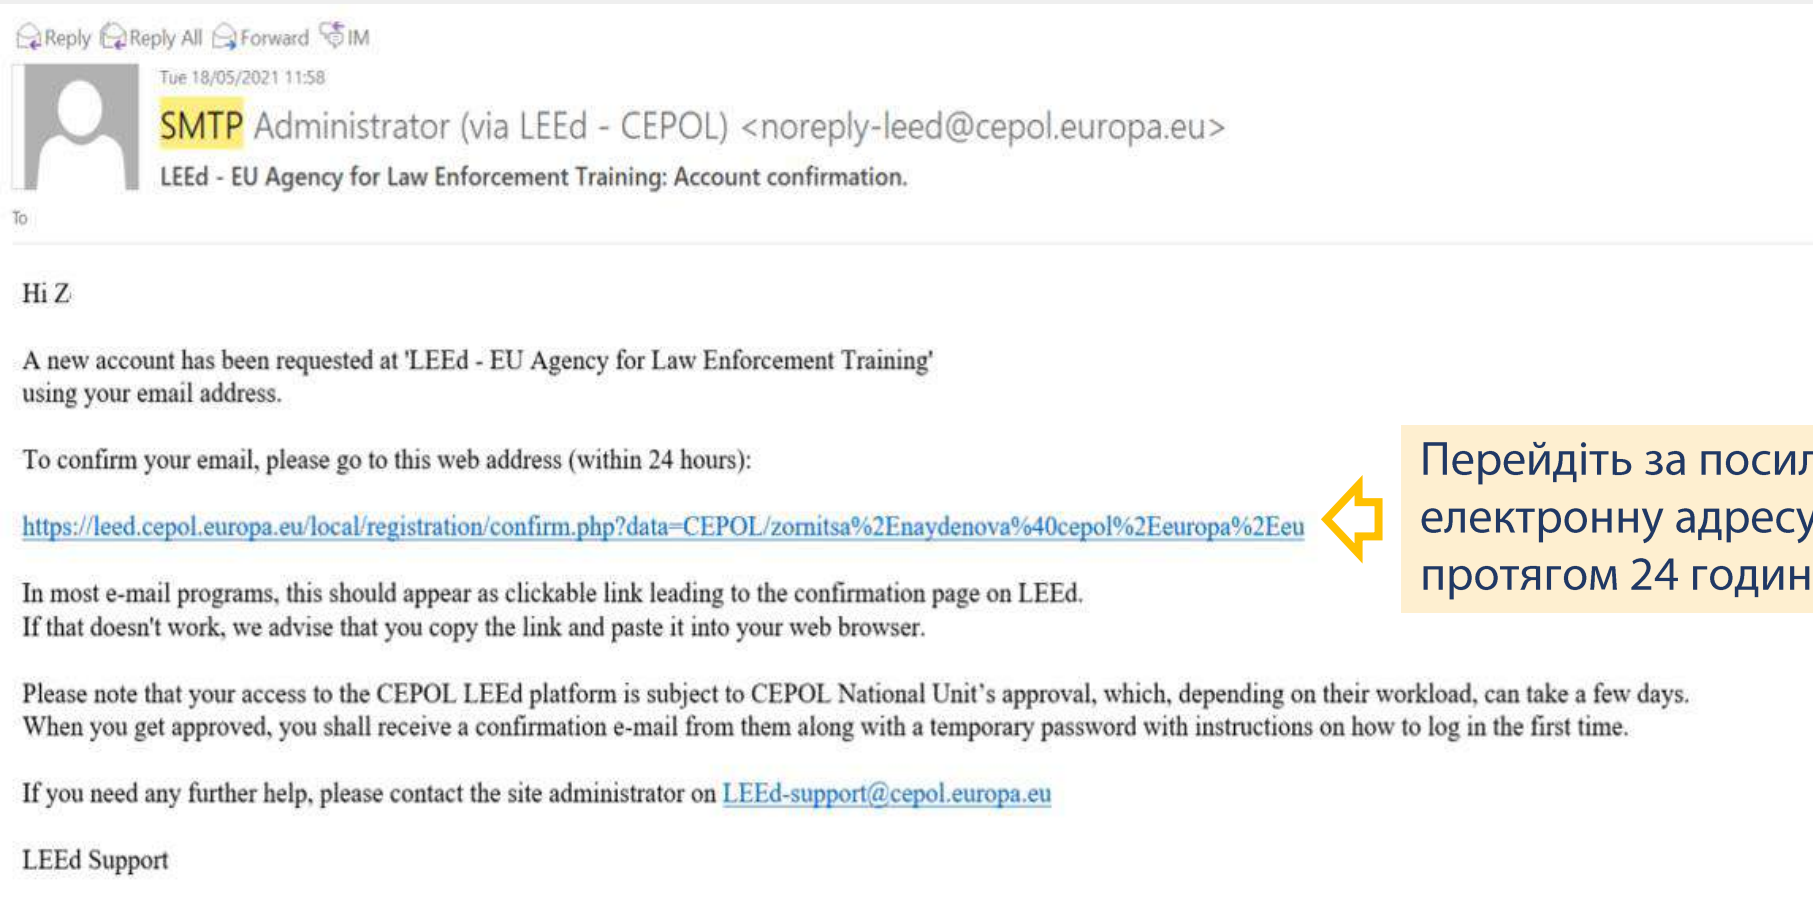 Reply Reply All Forward IM
Tue 18/05/2021 11:58
SMTP Administrator (via LEEd - CEPOL) <noreply-leed@cepol.europa.eu>
LEEd - EU Agency for Law Enforcement Training: Account confirmation.
To
Hi Z
A new account has been requested at 'LEEd - EU Agency for Law Enforcement Training'
using your email address.
To confirm your email, please go to this web address (within 24 hours):
https://leed.cepol.europa.eu/local/registration/confirm.php?data=CEPOL/zornitsa%2Enaydenova%40cepol%2Eeuropa%2Eeu
Перейдіть за посил
електронну адресу
протягом 24 годин
In most e-mail programs, this should appear as clickable link leading to the confirmation page on LEEd.
If that doesn't work, we advise that you copy the link and paste it into your web browser.
Please note that your access to the CEPOL LEEd platform is subject to CEPOL National Unit's approval, which, depending on their workload, can take a few days.
When you get approved, you shall receive a confirmation e-mail from them along with a temporary password with instructions on how to log in the first time.
If you need any further help, please contact the site administrator on LEEd-support@cepol.europa.eu
LEEd Support